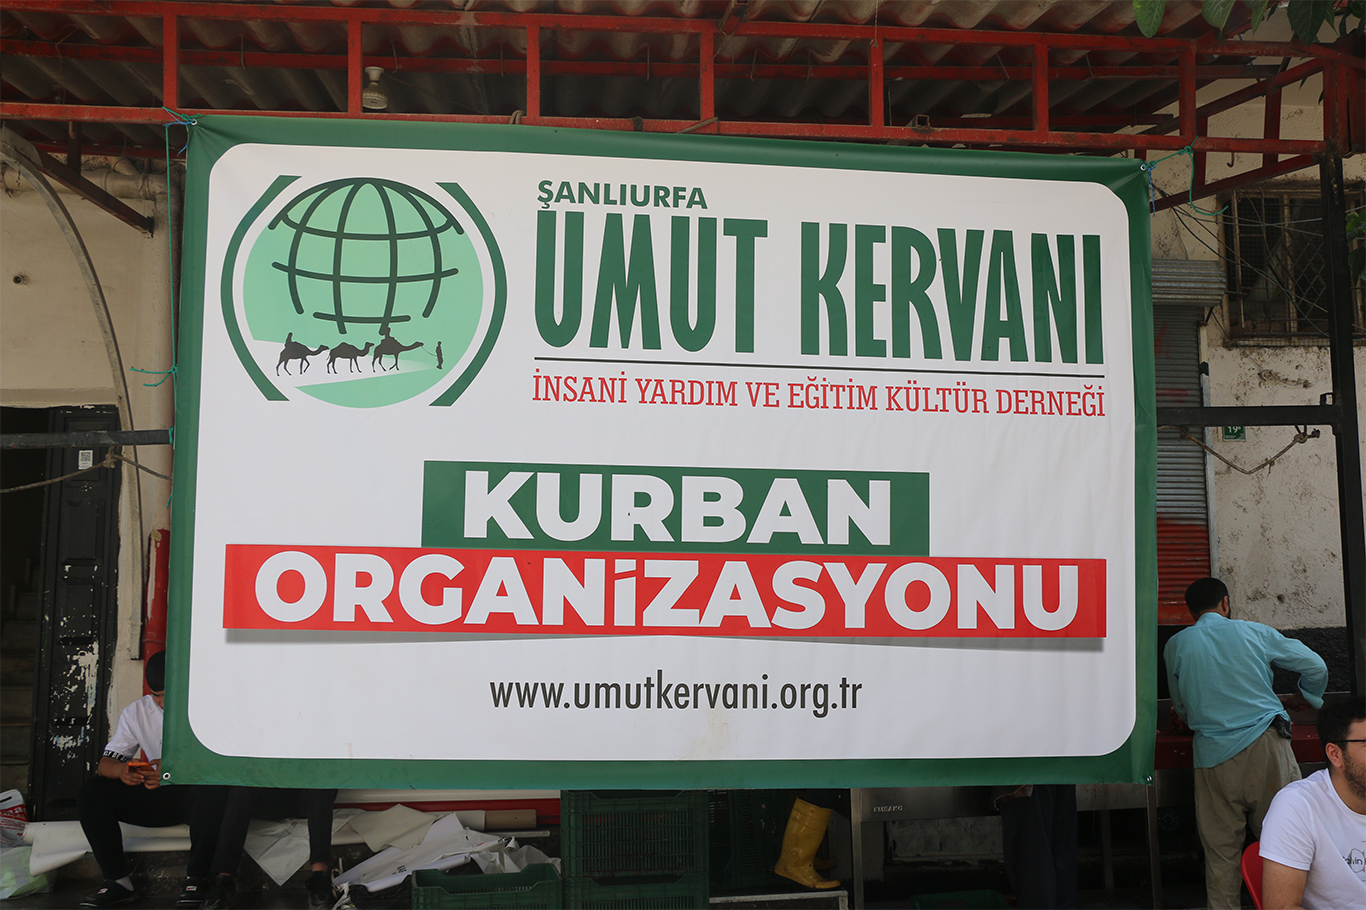 ŞANLIURFA
UMUT KERVANI
İNSANİ YARDIM VE EĞİTİM KÜLTÜR DERNEĞİ
KURBAN
ORGANİZASYONU
www.umutkervani.org.tr